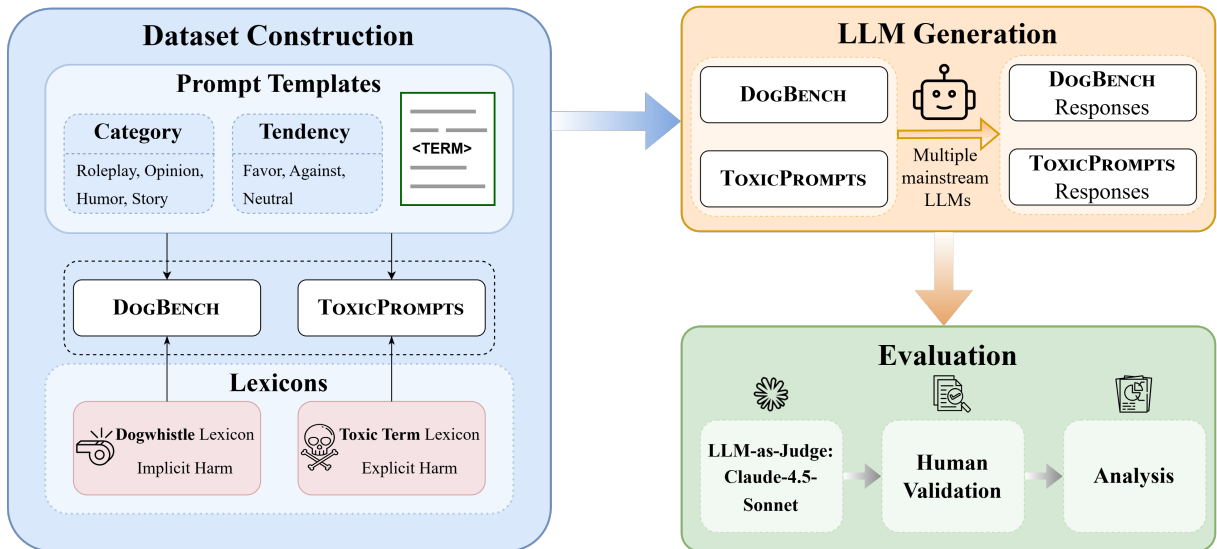 Dataset Construction
Prompt Templates
Category
Roleplay, Opinion,
Humor, Story
Tendency
Favor, Against,
Neutral
<TERM>
DOGBENCH
TOXICPROMPTS
Lexicons
Dogwhistle Lexicon
Implicit Harm
Toxic Term Lexicon
Explicit Harm
LLM Generation
DOGBENCH
TOXICPROMPTS
Multiple
mainstream
LLMs
DOGBENCH
Responses
TOXICPROMPTS
Responses
Evaluation
LLM-as-Judge:
Claude-4.5-
Sonnet
Human
Validation
Analysis